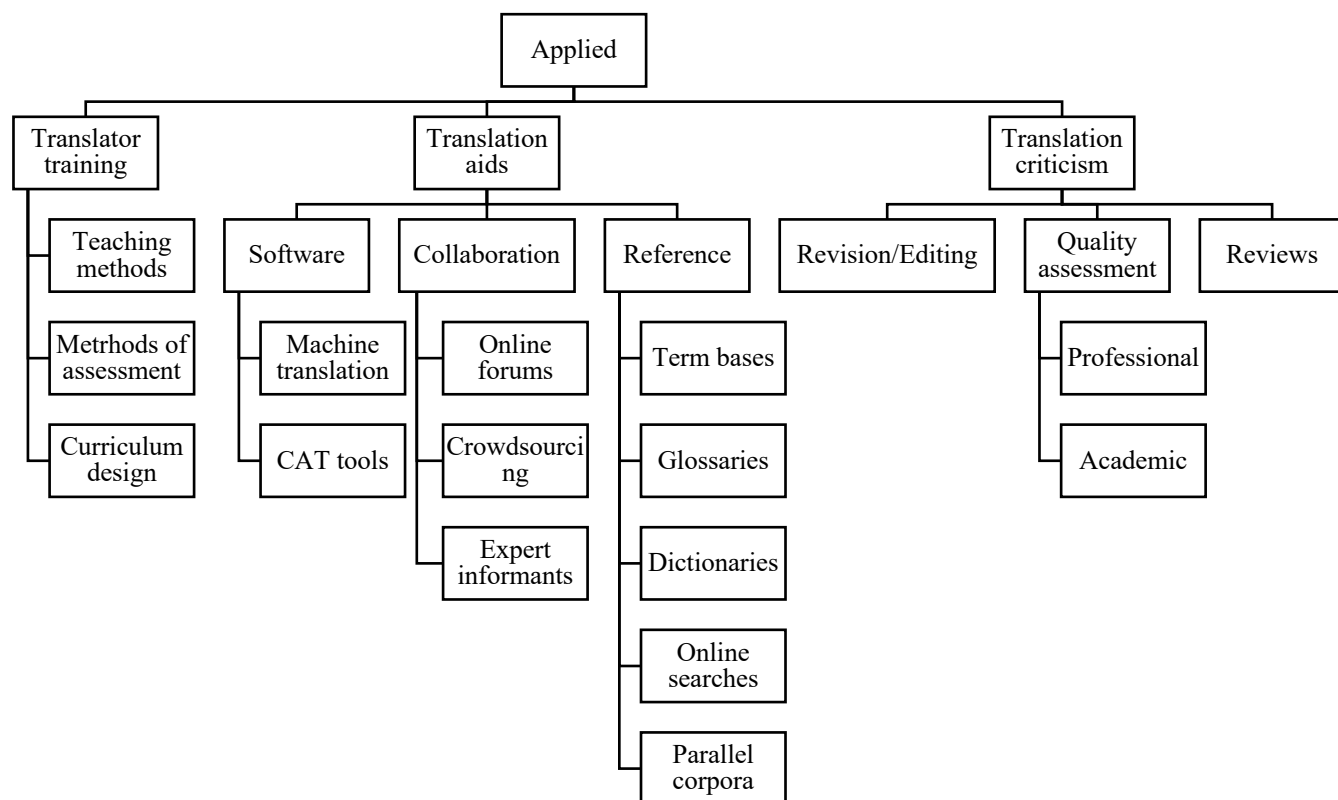 Applied
Translator
training
Translation
aids
Translation
criticism
Teaching
methods
Metrhods of
assessment
Curriculum
design
Software
Machine
translation
CAT tools
Collaboration
Online
forums
Crowdsourci
ng
Expert
informants
Reference
Term bases
Glossaries
Dictionaries
Online
searches
Parallel
corpora
Revision/Editing
Quality
assessment
Professional
Academic
Reviews